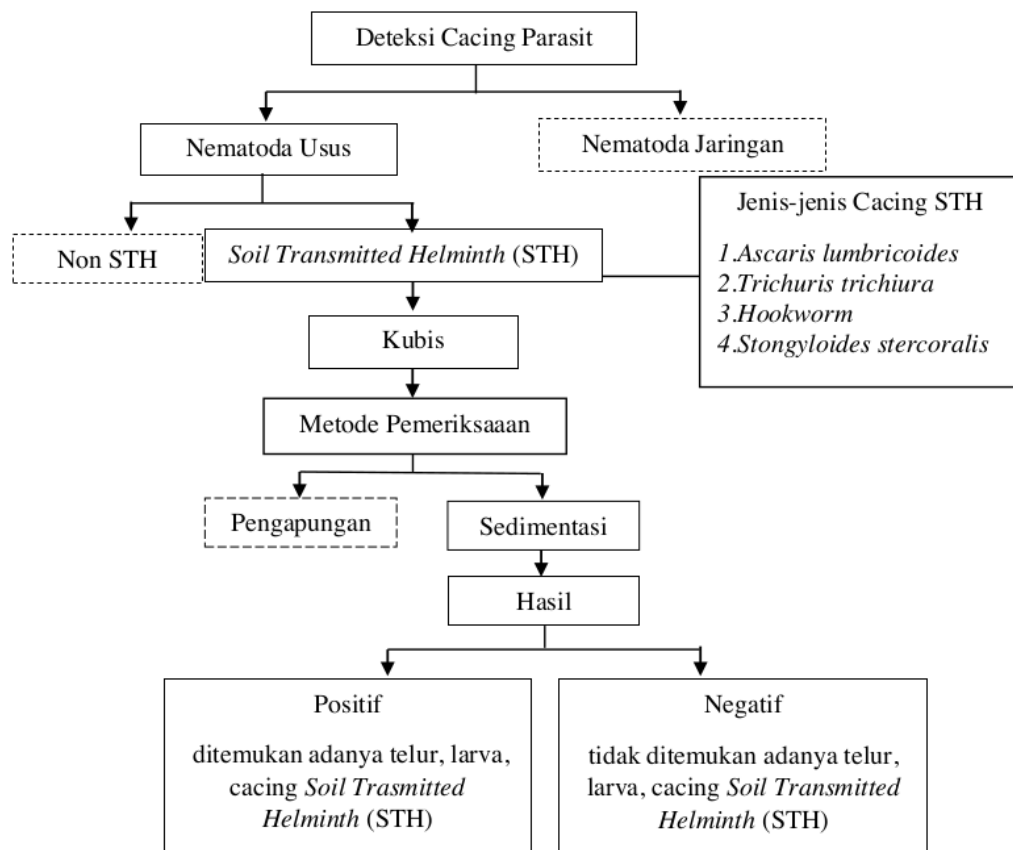 Deteksi Cacing Parasit
Nematoda Usus
Nematoda Jaringan
Non STH
Soil Transmitted Helminth (STH)
Jenis-jenis Cacing STH
1.Ascaris lumbricoides
2.Trichuris trichiura
3.Hookworm
4.Stongyloides stercoralis
Kubis
Metode Pemeriksaaan
Pengapungan
Sedimentasi
Hasil
Positif
ditemukan adanya telur, larva,
cacing Soil Trasmitted
Helminth (STH)
Negatif
tidak ditemukan adanya telur,
larva, cacing Soil Transmitted
Helminth (STH)